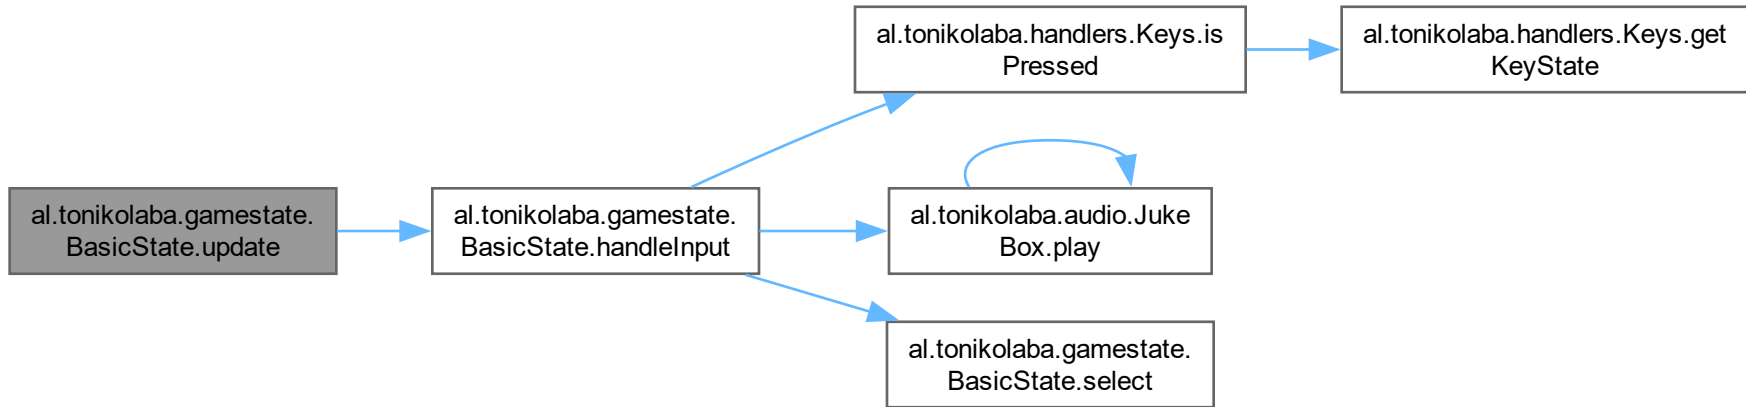 al.tonikolaba.gamestate.
BasicState.update
al.tonikolaba.gamestate.
BasicState.handleInput
al.tonikolaba.handlers.Keys.is
Pressed
al.tonikolaba.handlers.Keys.get
KeyState
al.tonikolaba.audio.Juke
Box.play
al.tonikolaba.gamestate.
BasicState.select